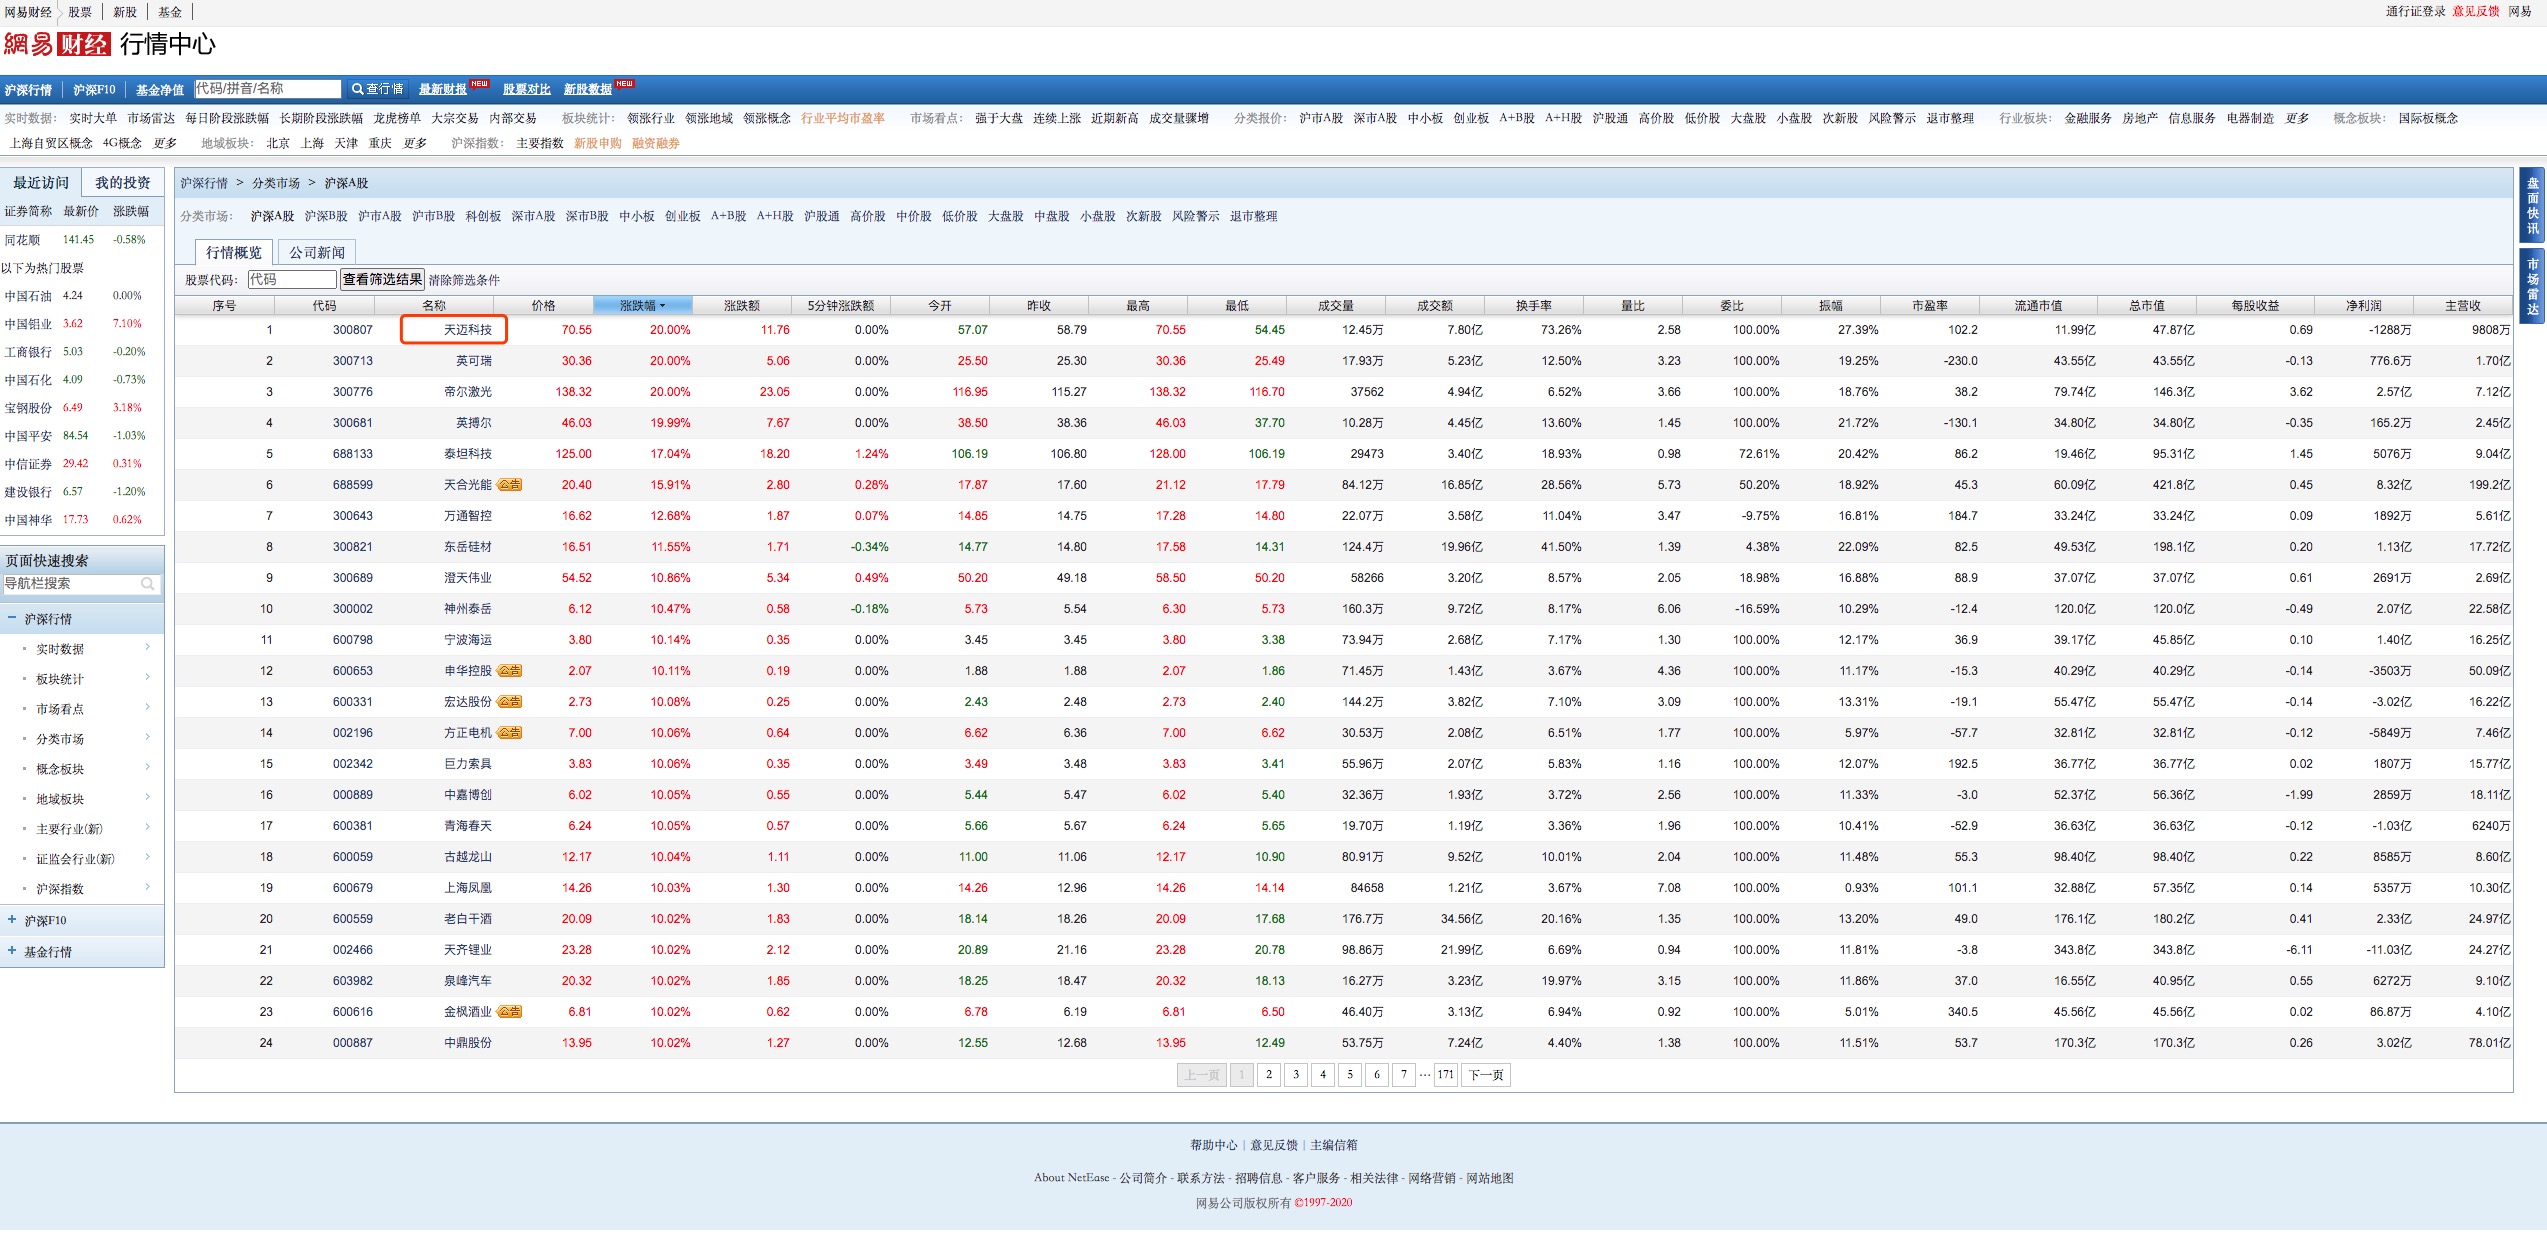 网易财经 股票 新股 基金 通行证登录 意见反馈 网易
網易 财经 行情中心
沪深行情 沪深F10 基金净值 代码/拼音/名称 查行情 最新财报 NEW 股票对比 新股数据 NEW
实时数据： 实时大单 市场雷达 每日阶段涨跌幅 长期阶段涨跌幅 龙虎榜单 大宗交易 内部交易 板块统计： 领涨行业 领涨地域 领涨概念 行业平均市盈率 市场看点： 强于大盘 连续上涨 近期新高 成交量骤增 分类报价： 沪市A股 深市A股 中小板 创业板 A+B股 A+H股 沪股通 高价股 低价股 大盘股 小盘股 次新股 风险警示 退市整理 行业板块： 金融服务 房地产 信息服务 电器制造 更多 概念板块： 国际板概念
上海自贸区概念 4G概念 更多 地域板块： 北京 上海 天津 重庆 更多 沪深指数： 主要指数 新股申购 融资融券
最近访问 我的投资
证券简称 最新价 涨跌幅
同花顺 141.45 -0.58%
以下为热门股票
中国石油 4.24 0.00%
中国铝业 3.62 7.10%
工商银行 5.03 -0.20%
中国石化 4.09 -0.73%
宝钢股份 6.49 3.18%
中国平安 84.54 -1.03%
中信证券 29.42 0.31%
建设银行 6.57 -1.20%
中国神华 17.73 0.62%
页面快速搜索
导航栏搜索
沪深行情
实时数据
板块统计
市场看点
分类市场
概念板块
地域板块
主要行业(新)
证监会行业(新)
沪深指数
沪深F10
基金行情
沪深行情 > 分类市场 > 沪深A股
分类市场： 沪深A股 沪深B股 沪市A股 沪市B股 科创板 深市A股 深市B股 中小板 创业板 A+B股 A+H股 沪股通 高价股 中价股 低价股 大盘股 中盘股 小盘股 次新股 风险警示 退市整理
行情概览 公司新闻
股票代码： 代码 查看筛选结果 清除筛选条件
序号 代码 名称 价格 涨跌幅 涨跌额 5分钟涨跌额 今开 昨收 最高 最低 成交量 成交额 换手率 量比 委比 振幅 市盈率 流通市值 总市值 每股收益 净利润 主营收
1 300807 天迈科技 70.55 20.00% 11.76 0.00% 57.07 58.79 70.55 54.45 12.45万 7.80亿 73.26% 2.58 100.00% 27.39% 102.2 11.99亿 47.87亿 0.69 -1288万 9808万
2 300713 英可瑞 30.36 20.00% 5.06 0.00% 25.50 25.30 30.36 25.49 17.93万 5.23亿 12.50% 3.23 100.00% 19.25% -230.0 43.55亿 43.55亿 -0.13 776.6万 1.70亿
3 300776 帝尔激光 138.32 20.00% 23.05 0.00% 116.95 115.27 138.32 116.70 37562 4.94亿 6.52% 3.66 100.00% 18.76% 38.2 79.74亿 146.3亿 3.62 2.57亿 7.12亿
4 300681 英搏尔 46.03 19.99% 7.67 0.00% 38.50 38.36 46.03 37.70 10.28万 4.45亿 13.60% 1.45 100.00% 21.72% -130.1 34.80亿 34.80亿 -0.35 165.2万 2.45亿
5 688133 泰坦科技 125.00 17.04% 18.20 1.24% 106.19 106.80 128.00 106.19 29473 3.40亿 18.93% 0.98 72.61% 20.42% 86.2 19.46亿 95.31亿 1.45 5076万 9.04亿
6 688599 天合光能 公告 20.40 15.91% 2.80 0.28% 17.87 17.60 21.12 17.79 84.12万 16.85亿 28.56% 5.73 50.20% 18.92% 45.3 60.09亿 421.8亿 0.45 8.32亿 199.2亿
7 300643 万通智控 16.62 12.68% 1.87 0.07% 14.85 14.75 17.28 14.80 22.07万 3.58亿 11.04% 3.47 -9.75% 16.81% 184.7 33.24亿 33.24亿 0.09 1892万 5.61亿
8 300821 东岳硅材 16.51 11.55% 1.71 -0.34% 14.77 14.80 17.58 14.31 124.4万 19.96亿 41.50% 1.39 4.38% 22.09% 82.5 49.53亿 198.1亿 0.20 1.13亿 17.72亿
9 300689 澄天伟业 54.52 10.86% 5.34 0.49% 50.20 49.18 58.50 50.20 58266 3.20亿 8.57% 2.05 18.98% 16.88% 88.9 37.07亿 37.07亿 0.61 2691万 2.69亿
10 300002 神州泰岳 6.12 10.47% 0.58 -0.18% 5.73 5.54 6.30 5.73 160.3万 9.72亿 8.17% 6.06 -16.59% 10.29% -12.4 120.0亿 120.0亿 -0.49 2.07亿 22.58亿
11 600798 宁波海运 3.80 10.14% 0.35 0.00% 3.45 3.45 3.80 3.38 73.94万 2.68亿 7.17% 1.30 100.00% 12.17% 36.9 39.17亿 45.85亿 0.10 1.40亿 16.25亿
12 600653 申华控股 公告 2.07 10.11% 0.19 0.00% 1.88 1.88 2.07 1.86 71.45万 1.43亿 3.67% 4.36 100.00% 11.17% -15.3 40.29亿 40.29亿 -0.14 -3503万 50.09亿
13 600331 宏达股份 公告 2.73 10.08% 0.25 0.00% 2.43 2.48 2.73 2.40 144.2万 3.82亿 7.10% 3.09 100.00% 13.31% -19.1 55.47亿 55.47亿 -0.14 -3.02亿 16.22亿
14 002196 方正电机 公告 7.00 10.06% 0.64 0.00% 6.62 6.36 7.00 6.62 30.53万 2.08亿 6.51% 1.77 100.00% 5.97% -57.7 32.81亿 32.81亿 -0.12 -5849万 7.46亿
15 002342 巨力索具 3.83 10.06% 0.35 0.00% 3.49 3.48 3.83 3.41 55.96万 2.07亿 5.83% 1.16 100.00% 12.07% 192.5 36.77亿 36.77亿 0.02 1807万 15.77亿
16 000889 中嘉博创 6.02 10.05% 0.55 0.00% 5.44 5.47 6.02 5.40 32.36万 1.93亿 3.72% 2.56 100.00% 11.33% -3.0 52.37亿 56.36亿 -1.99 2859万 18.11亿
17 600381 青海春天 6.24 10.05% 0.57 0.00% 5.66 5.67 6.24 5.65 19.70万 1.19亿 3.36% 1.96 100.00% 10.41% -52.9 36.63亿 36.63亿 -0.12 -1.03亿 6240万
18 600059 古越龙山 12.17 10.04% 1.11 0.00% 11.00 11.06 12.17 10.90 80.91万 9.52亿 10.01% 2.04 100.00% 11.48% 55.3 98.40亿 98.40亿 0.22 8585万 8.60亿
19 600679 上海凤凰 14.26 10.03% 1.30 0.00% 14.26 12.96 14.26 14.14 84658 1.21亿 3.67% 7.08 100.00% 0.93% 101.1 32.88亿 57.35亿 0.14 5357万 10.30亿
20 600559 老白干酒 20.09 10.02% 1.83 0.00% 18.14 18.26 20.09 17.68 176.7万 34.56亿 20.16% 1.35 100.00% 13.20% 49.0 176.1亿 180.2亿 0.41 2.33亿 24.97亿
21 002466 天齐锂业 23.28 10.02% 2.12 0.00% 20.89 21.16 23.28 20.78 98.86万 21.99亿 6.69% 0.94 100.00% 11.81% -3.8 343.8亿 343.8亿 -6.11 -11.03亿 24.27亿
22 603982 泉峰汽车 20.32 10.02% 1.85 0.00% 18.25 18.47 20.32 18.13 16.27万 3.23亿 19.97% 3.15 100.00% 11.86% 37.0 16.55亿 40.95亿 0.55 6272万 9.10亿
23 600616 金枫酒业 公告 6.81 10.02% 0.62 0.00% 6.78 6.19 6.81 6.50 46.40万 3.13亿 6.94% 0.92 100.00% 5.01% 340.5 45.56亿 45.56亿 0.02 86.87万 4.10亿
24 000887 中鼎股份 13.95 10.02% 1.27 0.00% 12.55 12.68 13.95 12.49 53.75万 7.24亿 4.40% 1.38 100.00% 11.51% 53.7 170.3亿 170.3亿 0.26 3.02亿 78.01亿
上一页 1 2 3 4 5 6 7 ··· 171 下一页
盘面快讯
市场雷达
帮助中心 | 意见反馈 | 主编信箱
About NetEase - 公司简介 - 联系方法 - 招聘信息 - 客户服务 - 相关法律 - 网络营销 - 网站地图
网易公司版权所有 ©1997-2020